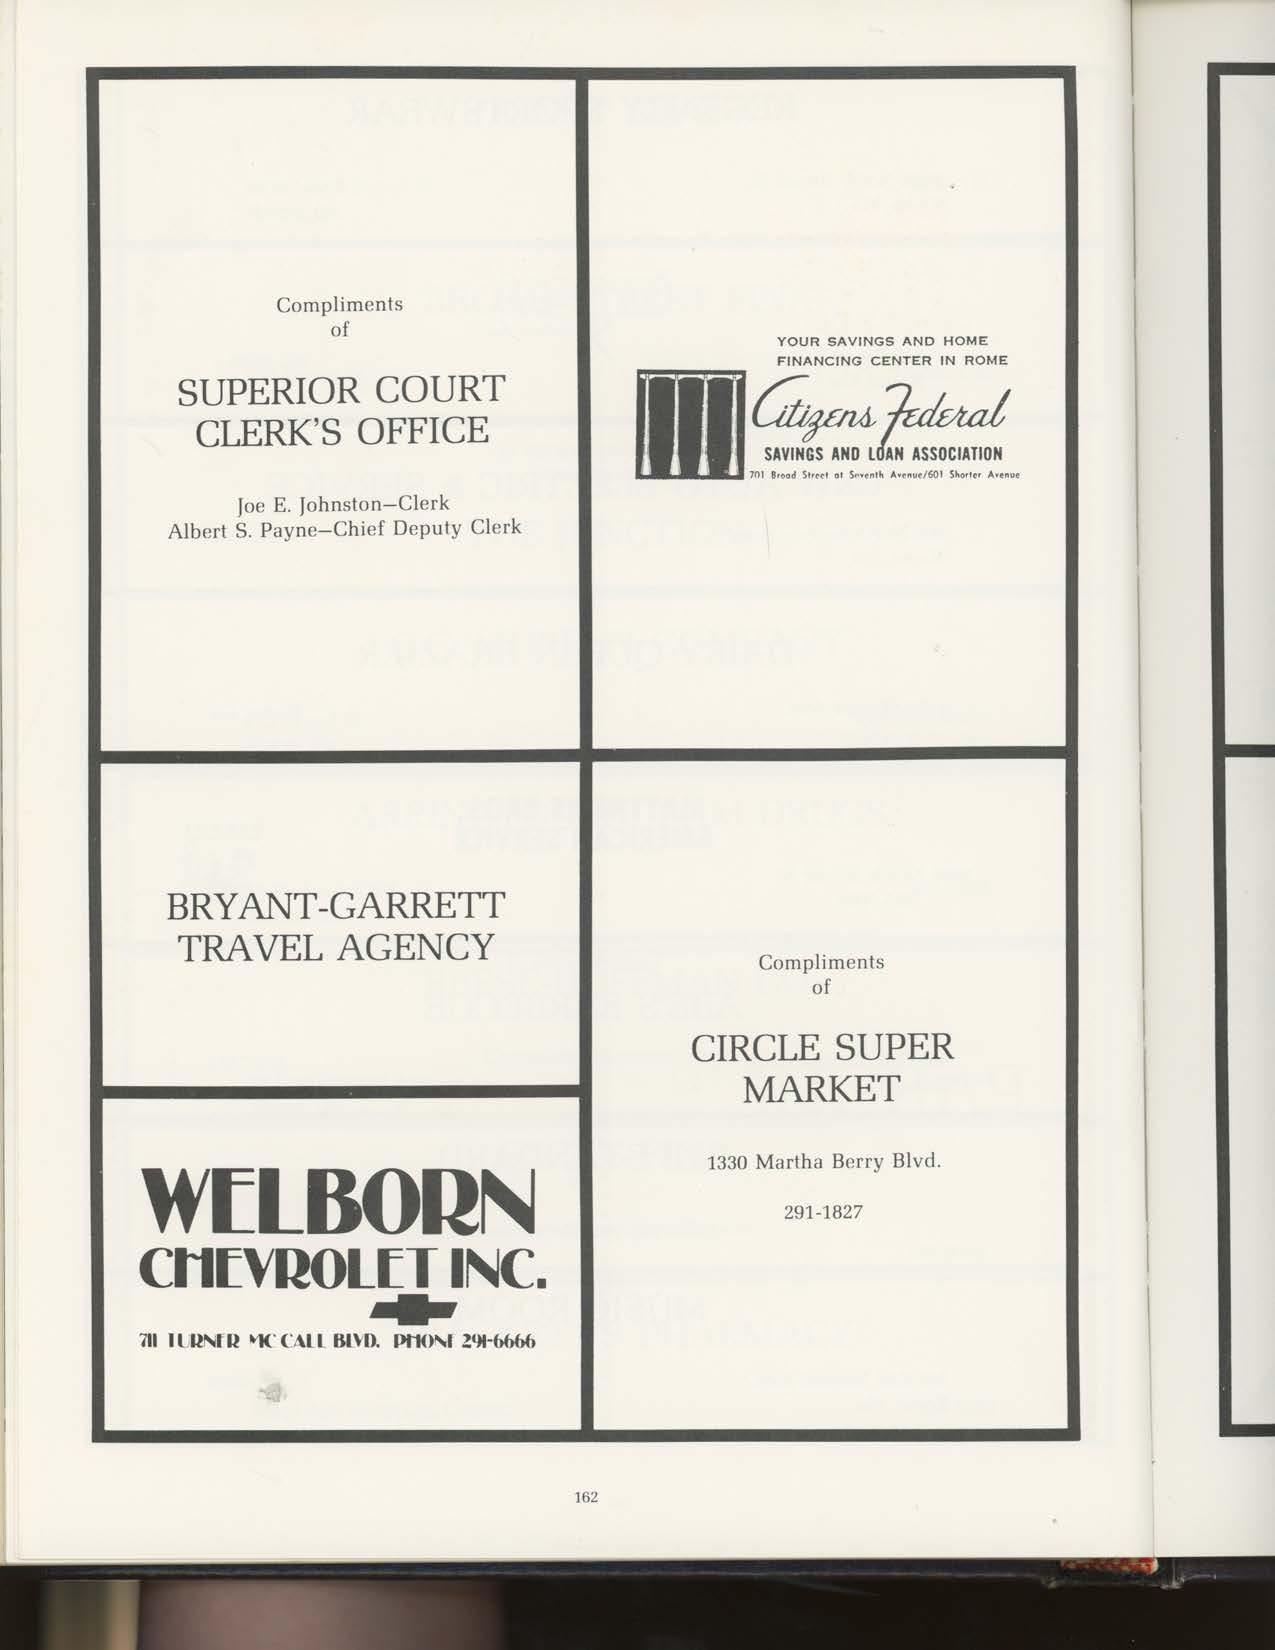 Compliments
of
SUPERIOR COURT
CLERK'S OFFICE
Joe E. Johnston—Clerk
Albert S. Payne—Chief Deputy Clerk
YOUR SAVINGS AND HOME
FINANCING CENTER IN ROME
Citizens Federal
SAVINGS AND LOAN ASSOCIATION
701 Broad Street at Seventh Avenue/601 Shorter Avenue
BRYANT-GARRETT
TRAVEL AGENCY
WELBORN
CHEVROLET INC.
711 TURNER MC CALL BLVD. PHONE 291-6666
Compliments
of
CIRCLE SUPER
MARKET
1330 Martha Berry Blvd.
291-1827
162